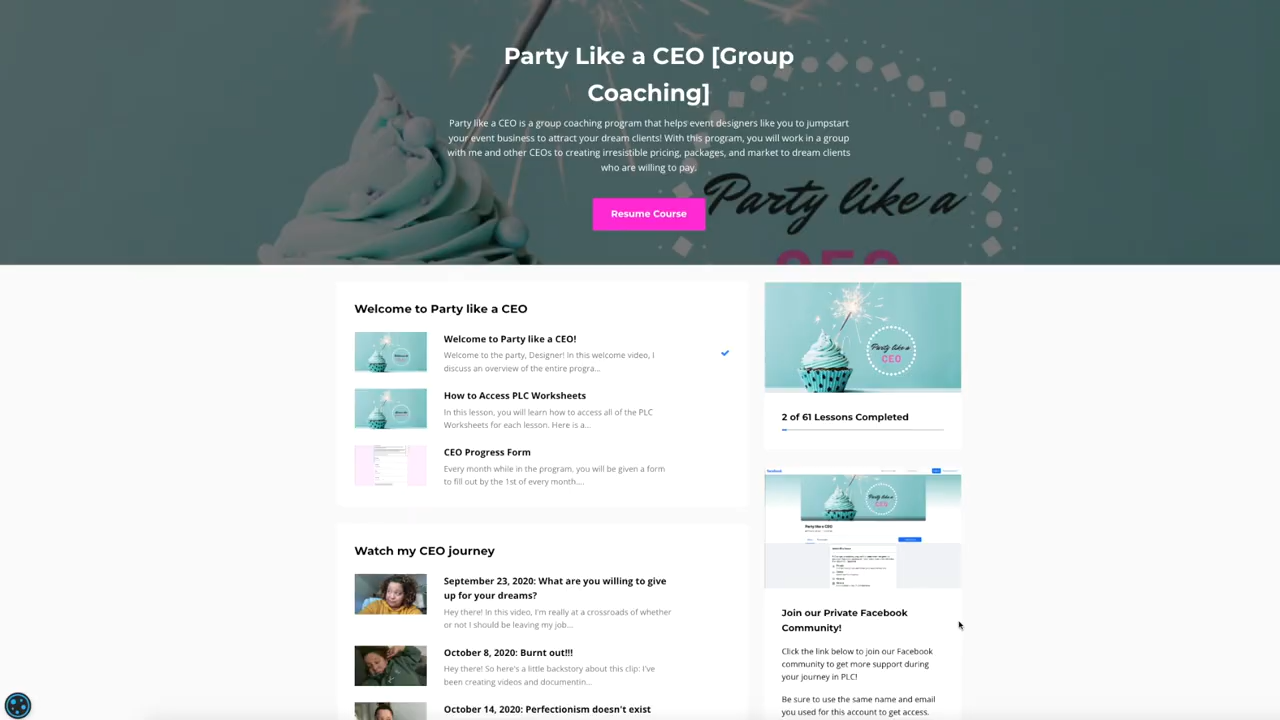 Party Like a CEO [Group
Coaching]
Party like a CEO is a group coaching program that helps event designers like you to jumpstart
your event business to attract your dream clients! With this program, you will work in a group
with me and other CEOs to creating irresistible pricing, packages, and market to dream clients
who are willing to pay.
Resume Course
Party like a
CEO
Welcome to Party like a CEO
Welcome to Party like a CEO!
Welcome to the party, Designer! In this welcome video, I
discuss an overview of the entire progra...
How to Access PLC Worksheets
In this lesson, you will learn how to access all of the PLC
Worksheets for each lesson. Here is a...
CEO Progress Form
Every month while in the program, you will be given a form
to fill out by the 1st of every month....
Watch my CEO journey
September 23, 2020: What are you willing to give
up for your dreams?
Hey there! In this video, I'm really at a crossroads of whether
or not I should be leaving my job...
October 8, 2020: Burnt out!!!
Hey there! So here's a little backstory about this clip: I've
been creating videos and documentin...
October 14, 2020: Perfectionism doesn't exist
Party like a
CEO
2 of 61 Lessons Completed
facebook
Party like a
CEO
Party like a CEO
Join our Private Facebook
Community!
Click the link below to join our Facebook
community to get more support during
your journey in PLC!
Be sure to use the same name and email
you used for this account to get access.